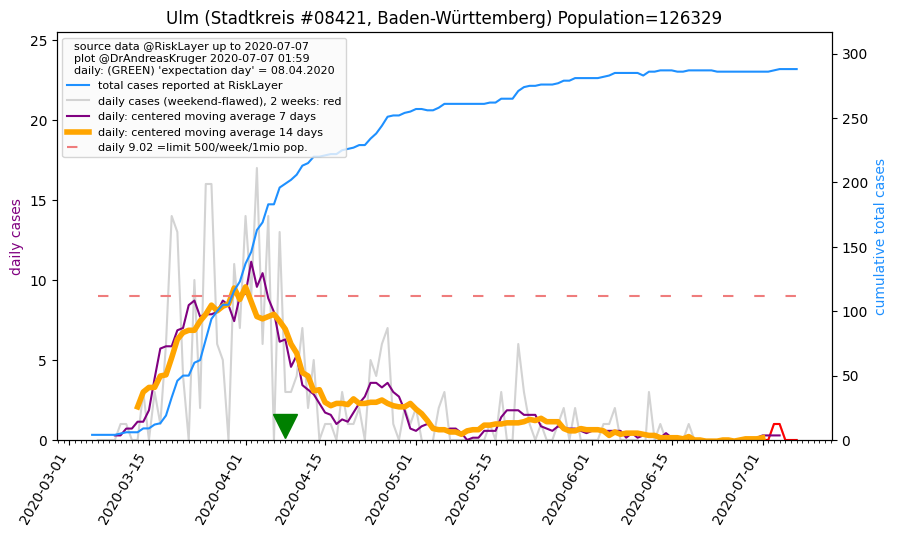 Ulm (Stadtkreis #08421, Baden-Württemberg) Population=126329
source data @RiskLayer up to 2020-07-07
plot @DrAndreasKruger 2020-07-07 01:59
daily: (GREEN) 'expectation day' = 08.04.2020
total cases reported at RiskLayer
daily cases (weekend-flawed), 2 weeks: red
daily: centered moving average 7 days
daily: centered moving average 14 days
daily 9.02 =limit 500/week/1mio pop.
daily cases
25
20
15
10
5
0
cumulative total cases
300
250
200
150
100
50
0
2020-03-01
2020-03-15
2020-04-01
2020-04-15
2020-05-01
2020-05-15
2020-06-01
2020-06-15
2020-07-01